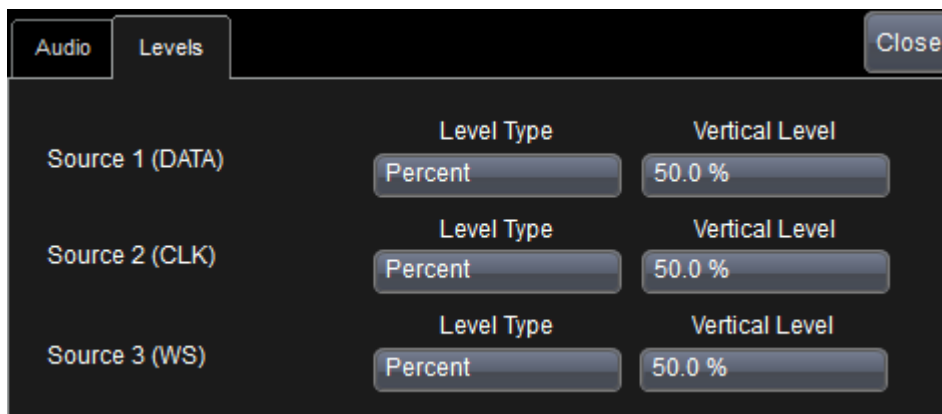 Audio Levels Close
Level Type Vertical Level
Source 1 (DATA) Percent 50.0 %
Level Type Vertical Level
Source 2 (CLK) Percent 50.0 %
Level Type Vertical Level
Source 3 (WS) Percent 50.0 %